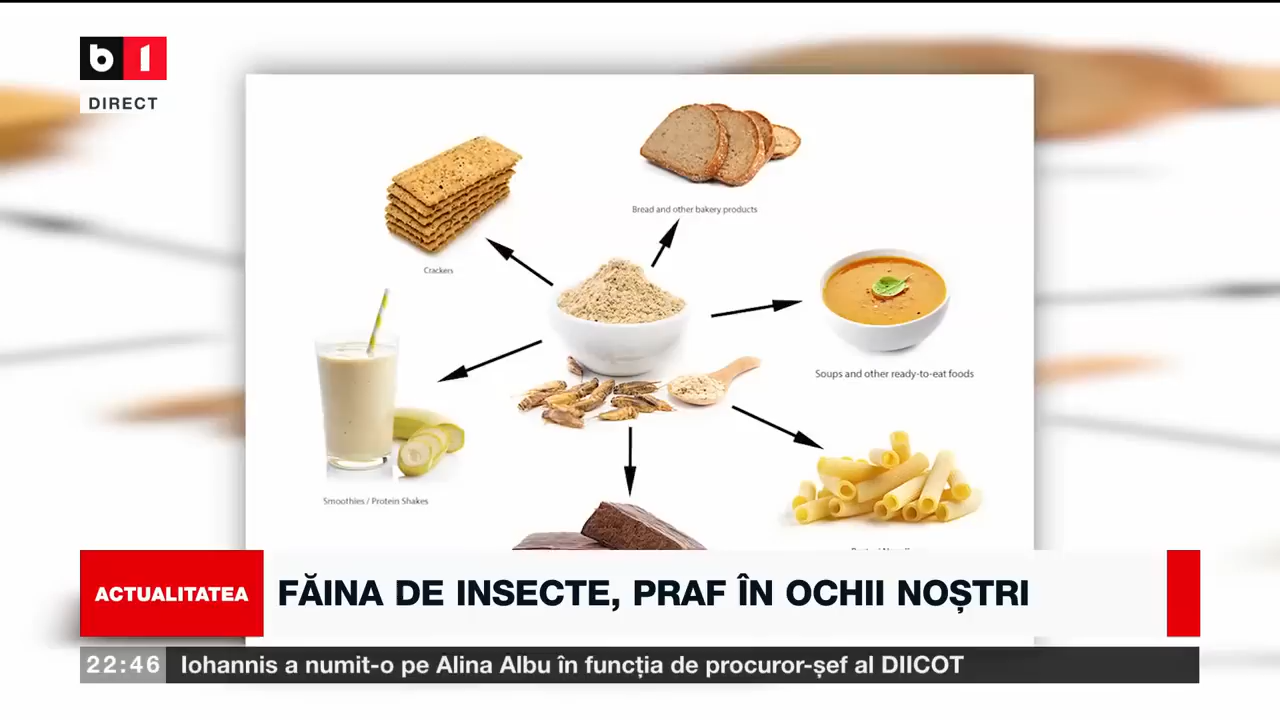 b1
DIRECT
Bread and other bakery products
Crackers
Soups and other ready-to-eat foods
Smoothies / Protein Shakes
ACTUALITATEA
FĂINA DE INSECTE, PRAF ÎN OCHII NOȘTRI
22:46
Iohannis a numit-o pe Alina Albu în funcția de procuror-șef al DIICOT